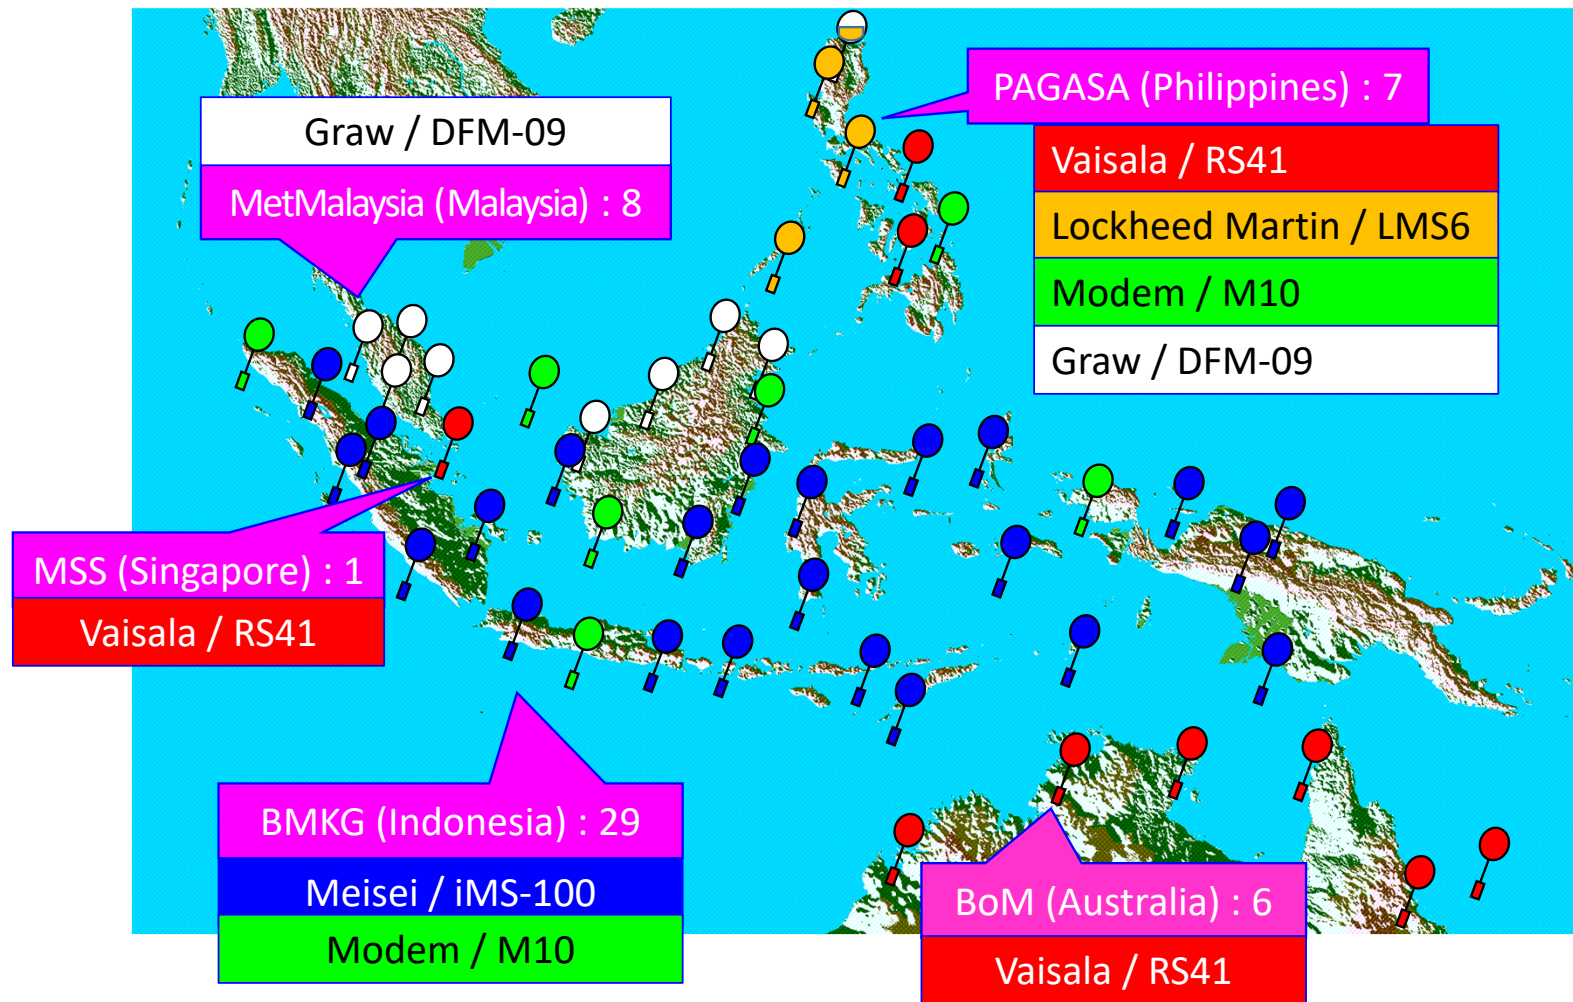 Graw / DFM-09
MetMalaysia (Malaysia) : 8
PAGASA (Philippines) : 7
Vaisala / RS41
Lockheed Martin / LMS6
Modem / M10
Graw / DFM-09
MSS (Singapore) : 1
Vaisala / RS41
BMKG (Indonesia) : 29
Meisei / iMS-100
Modem / M10
BoM (Australia) : 6
Vaisala / RS41